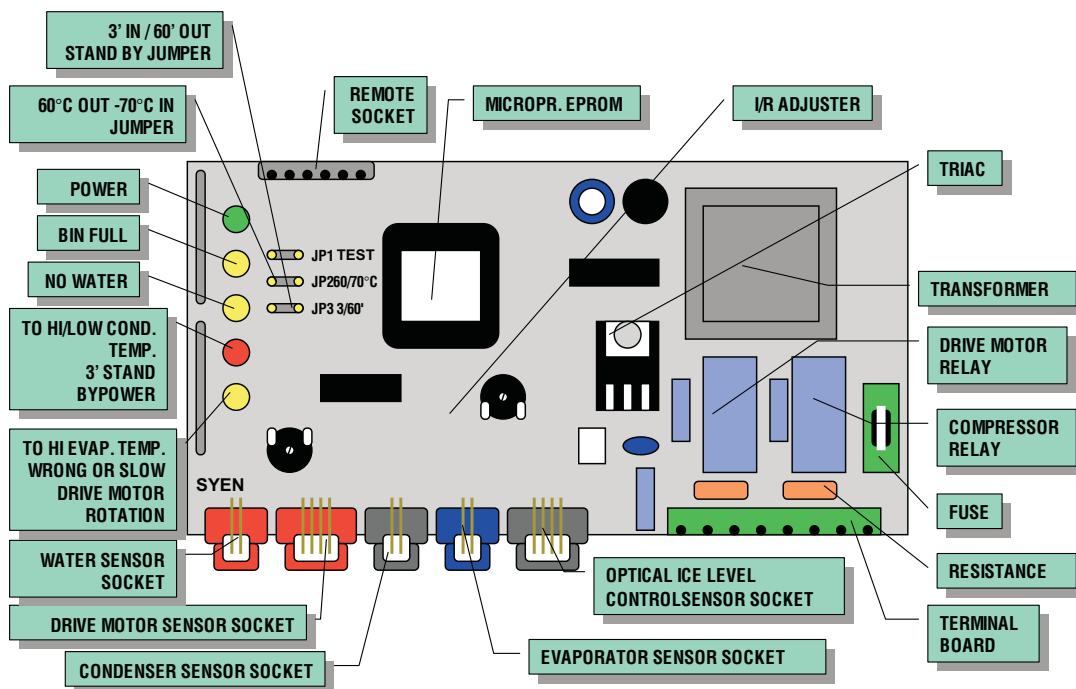 3’ IN / 60’ OUT
STAND BY JUMPER
60°C OUT -70°C IN
JUMPER
REMOTE
SOCKET
MICROPR. EPROM
I/R ADJUSTER
TRIAC
POWER
BIN FULL
NO WATER
TO HI/LOW COND.
TEMP.
3’ STAND
BYPOWER
TO HI EVAP. TEMP.
WRONG OR SLOW
DRIVE MOTOR
ROTATION
JP1 TEST
JP260/70°C
JP3 3/60'
TRANSFORMER
DRIVE MOTOR
RELAY
COMPRESSOR
RELAY
FUSE
SYEN
WATER SENSOR
SOCKET
DRIVE MOTOR SENSOR SOCKET
CONDENSER SENSOR SOCKET
EVAPORATOR SENSOR SOCKET
OPTICAL ICE LEVEL
CONTROLSENSOR SOCKET
RESISTANCE
TERMINAL
BOARD